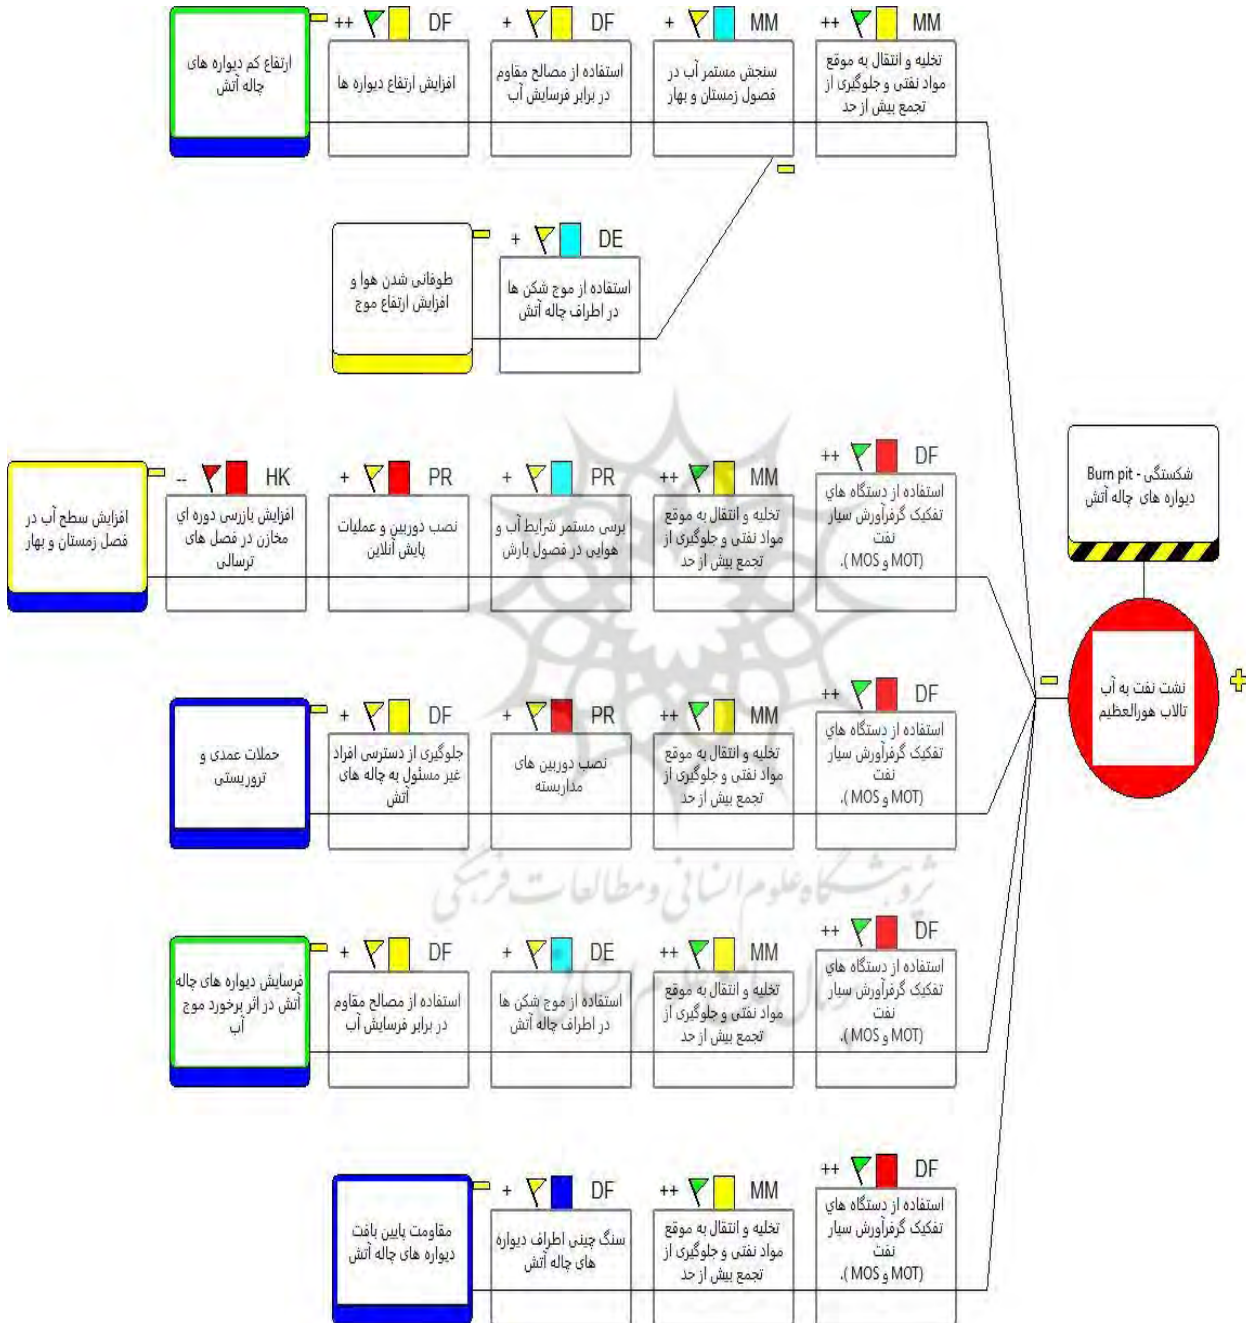 ++ DF
+ DF
+ MM
++ MM
ارتفاع کم دیواره های
چاله آتش
افزایش ارتفاع دیواره ها
استفاده از مصالح مقاوم
در برابر فرسایش آب
سنجش مستمر آب در
فصول زمستان و بهار
تخلیه و انتقال به موقع
مواد نفتی و جلوگیری از
تجمع بیش از حد
+ DE
طوفانی شدن هوا و
افزایش ارتفاع موج
استفاده از موج شکن ها
در اطراف چاله آتش
-- HK
+ PR
+ PR
++ MM
++ DF
افزایش سطح آب در
فصل زمستان و بهار
افزایش بازرسی دوره ای
مخازن در فصل های
ترسالی
نصب دوربین و عملیات
پایش آنلاین
برسی مستمر شرایط آب و
هوایی در فصول بارش
تخلیه و انتقال به موقع
مواد نفتی و جلوگیری از
تجمع بیش از حد
استفاده از دستگاه های
تفکیک گرفرآورش سیار
نفت
(MOT و MOS ).
Burn pit - شکستگی
دیواره های چاله آتش
نشت نفت به آب
تالاب هورالعظیم
+ DF
+ PR
++ MM
++ DF
حملات عمدی و
تروریستی
جلوگیری از دسترسی افراد
غیر مسئول به چاله های
آتش
نصب دوربین های
مداربسته
تخلیه و انتقال به موقع
مواد نفتی و جلوگیری از
تجمع بیش از حد
استفاده از دستگاه های
تفکیک گرفرآورش سیار
نفت
(MOT و MOS ).
پژوهشگاه علوم انسانی و مطالعات فرهنگی
+ DF
+ DE
++ MM
++ DF
فرسایش دیواره های چاله
آتش در اثر برخورد موج
آب
استفاده از مصالح مقاوم
در برابر فرسایش آب
استفاده از موج شکن ها
در اطراف چاله آتش
تخلیه و انتقال به موقع
مواد نفتی و جلوگیری از
تجمع بیش از حد
استفاده از دستگاه های
تفکیک گرفرآورش سیار
نفت
(MOT و MOS ).
+ DF
++ MM
++ DF
مقاومت پایین بافت
دیواره های چاله آتش
سنگ چینی اطراف دیواره
های چاله آتش
تخلیه و انتقال به موقع
مواد نفتی و جلوگیری از
تجمع بیش از حد
استفاده از دستگاه های
تفکیک گرفرآورش سیار
نفت
(MOT و MOS ).